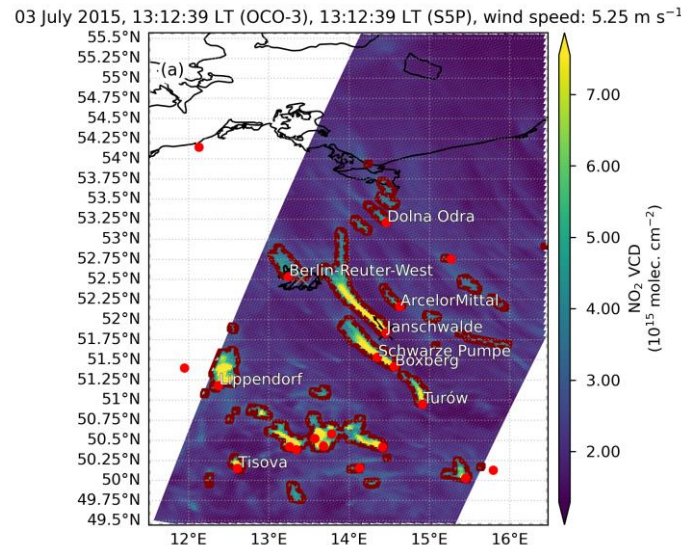 03 July 2015, 13:12:39 LT (OCO-3), 13:12:39 LT (S5P), wind speed: 5.25 m s⁻¹
(a)
55.5°N
55.25°N
55°N
54.75°N
54.5°N
54.25°N
54°N
53.75°N
53.5°N
53.25°N
53°N
52.75°N
52.5°N
52.25°N
52°N
51.75°N
51.5°N
51.25°N
51°N
50.75°N
50.5°N
50.25°N
50°N
49.75°N
49.5°N
Dolna Odra
Berlin-Reuter-West
ArcelorMittal
Janschwalde
Schwarze Pumpe
Boxberg
Lippendorf
Turów
Tisova
12°E
13°E
14°E
15°E
16°E
7.00
6.00
5.00
4.00
3.00
2.00
NO₂ VCD
(10¹⁵ molec. cm⁻²)